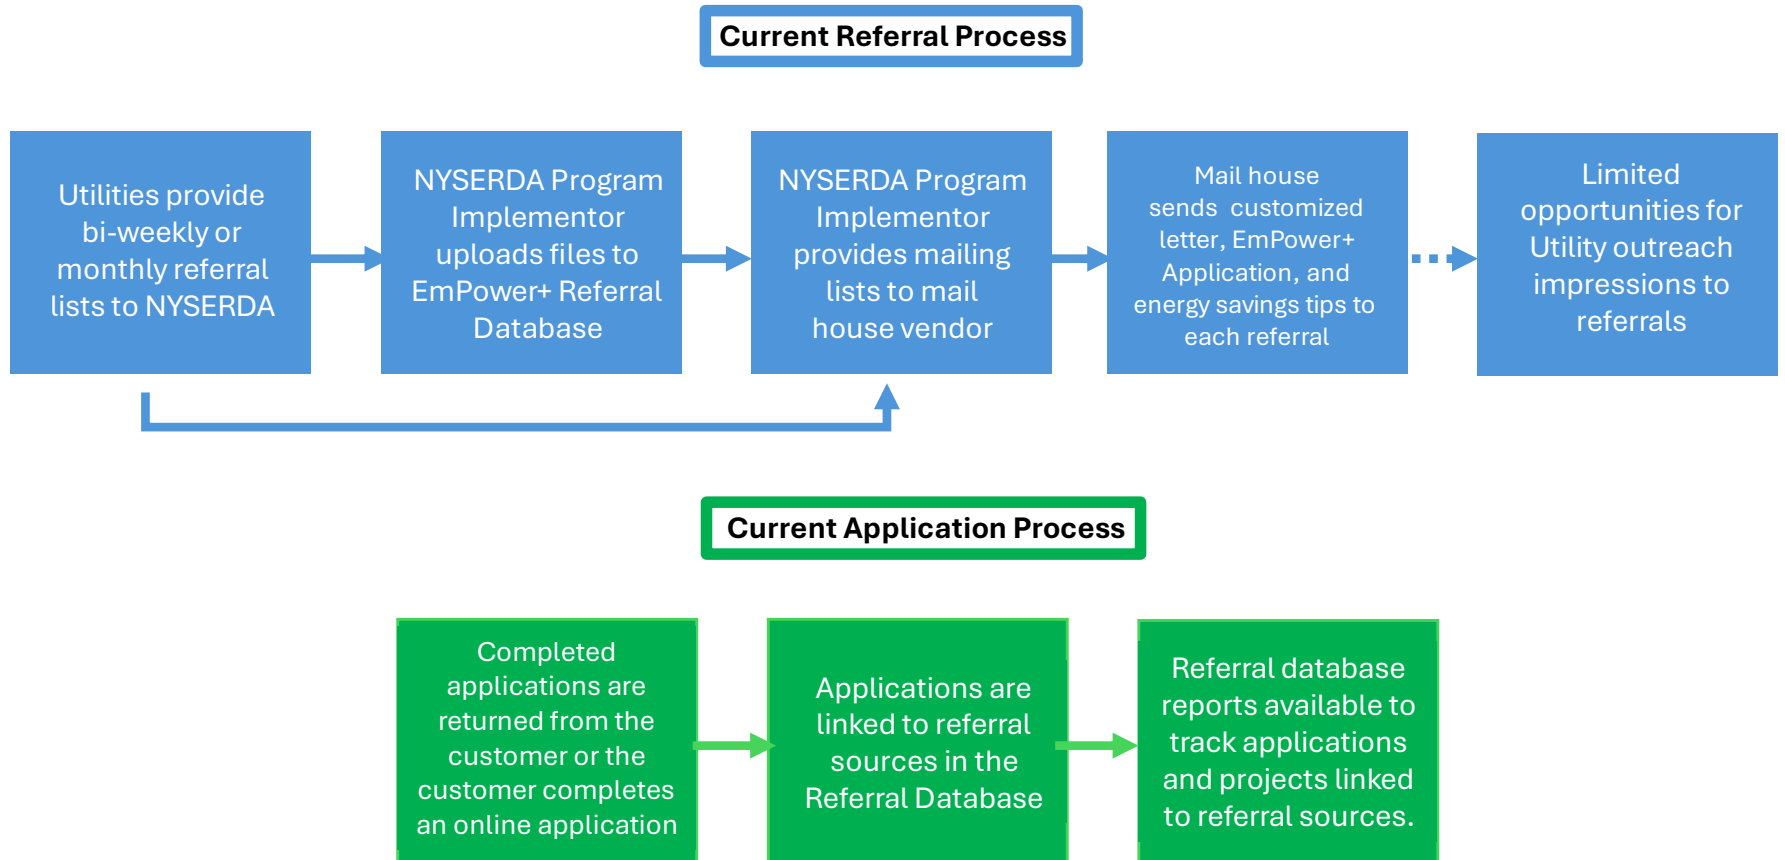 Current Referral Process
Utilities provide
bi-weekly or
monthly referral
lists to NYSERDA
NYSERDA Program
Implementor
uploads files to
EmPower+ Referral
Database
NYSERDA Program
Implementor
provides mailing
lists to mail
house vendor
Mail house
sends customized
letter, EmPower+
Application, and
energy savings tips to
each referral
Limited
opportunities for
Utility outreach
impressions to
referrals
Current Application Process
Completed
applications are
returned from the
customer or the
customer completes
an online application
Applications are
linked to referral
sources in the
Referral Database
Referral database
reports available to
track applications
and projects linked
to referral sources.